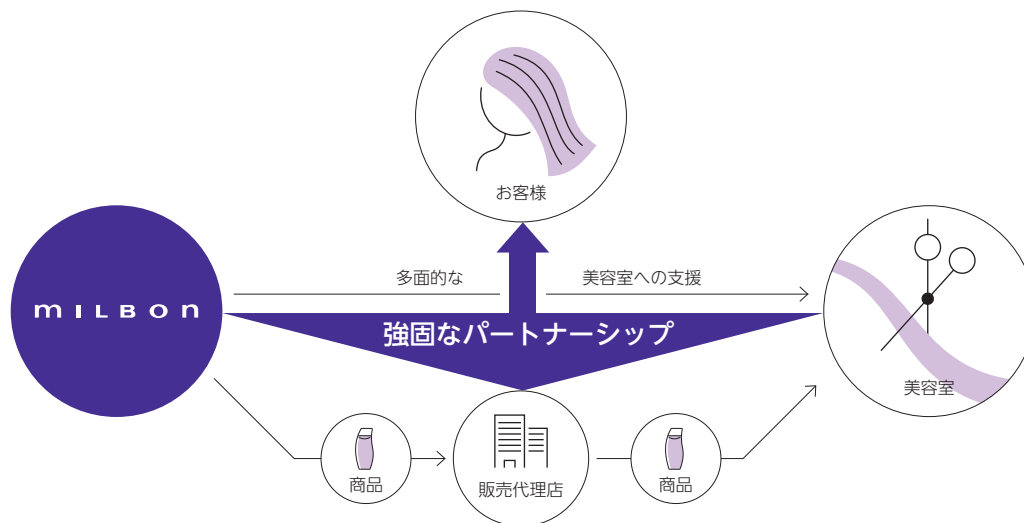 お客様
多面的な 美容室への支援
milbon
強固なパートナーシップ
美容室
商品
販売代理店
商品